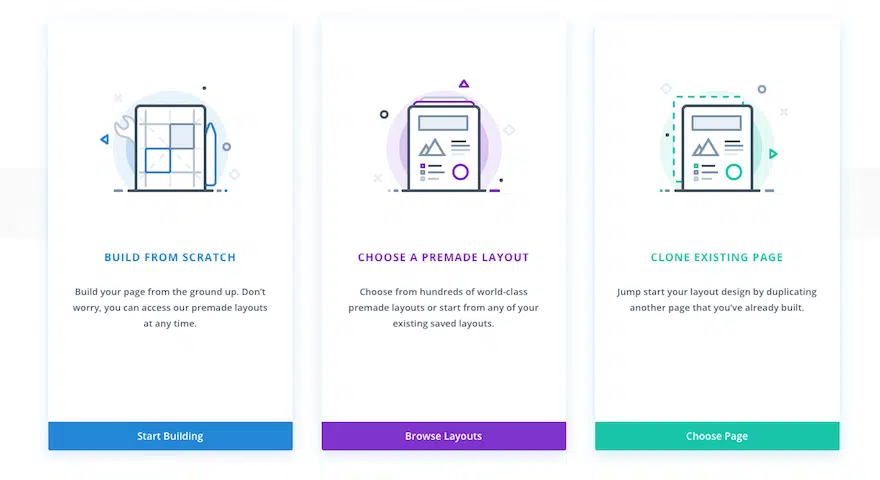 BUILD FROM SCRATCH
Build your page from the ground up. Don't
worry, you can access our premade layouts
at any time.
Start Building
CHOOSE A PREMADE LAYOUT
Choose from hundreds of world-class
premade layouts or start from any of your
existing saved layouts.
Browse Layouts
CLONE EXISTING PAGE
Jump start your layout design by duplicating
another page that you've already built.
Choose Page